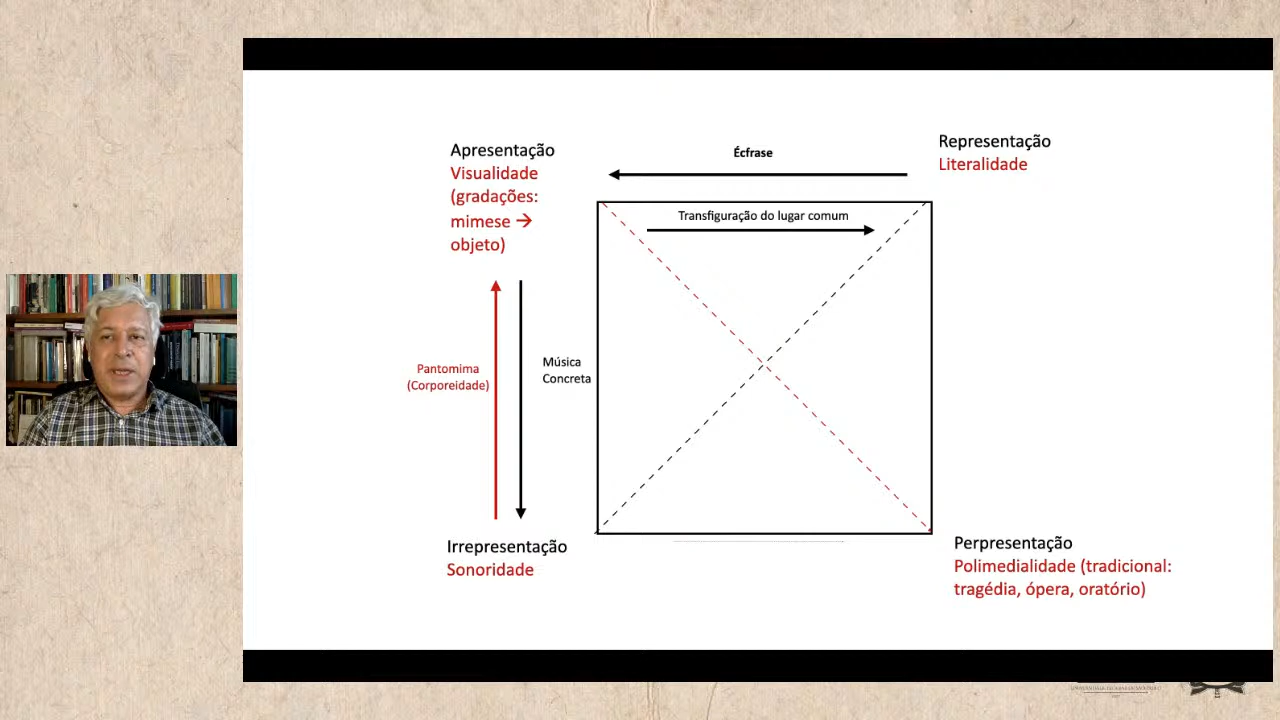 Apresentação
Visualidade
(gradações:
mimese →
objeto)
Écfrase
Representação
Literalidade
Transfiguração do lugar comum
Pantomima
(Corporeidade)
Música
Concreta
Irrepresentação
Sonoridade
Perpresentação
Polimedialidade (tradicional:
tragédia, ópera, oratório)